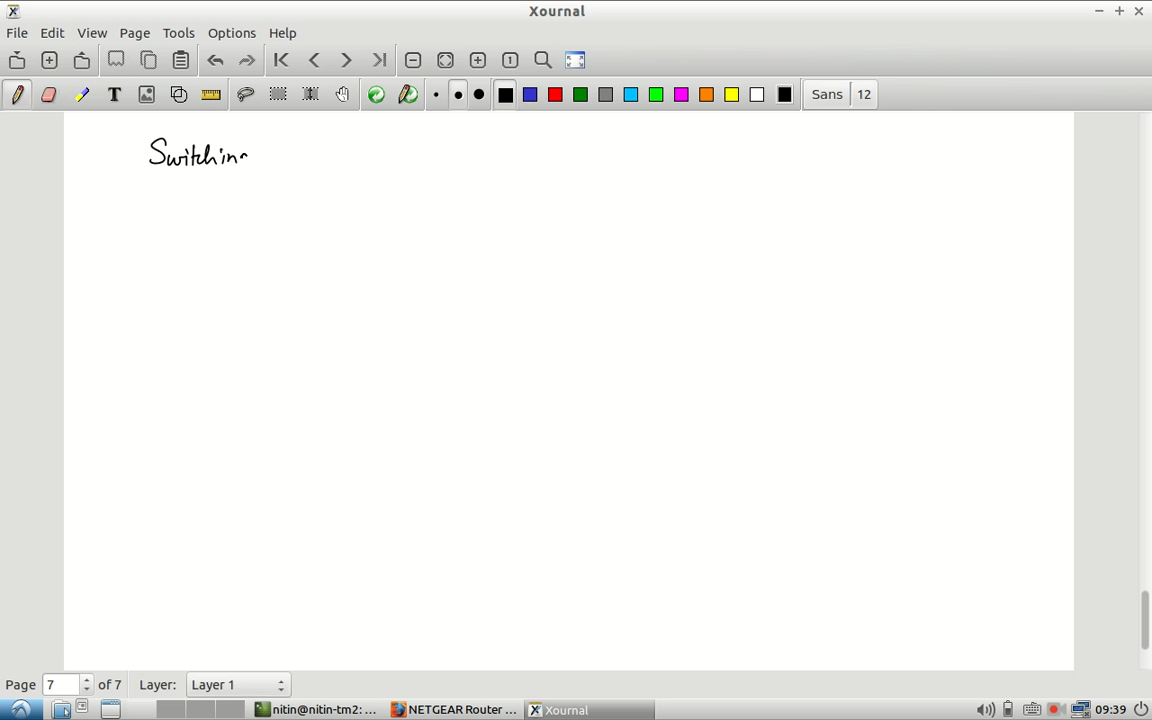 Xournal
File Edit View Page Tools Options Help
Sans 12
Switchin
Page 7 of 7 Layer: Layer 1
nitin@nitin-tm2: ... NETGEAR Router ... Xournal 09:39